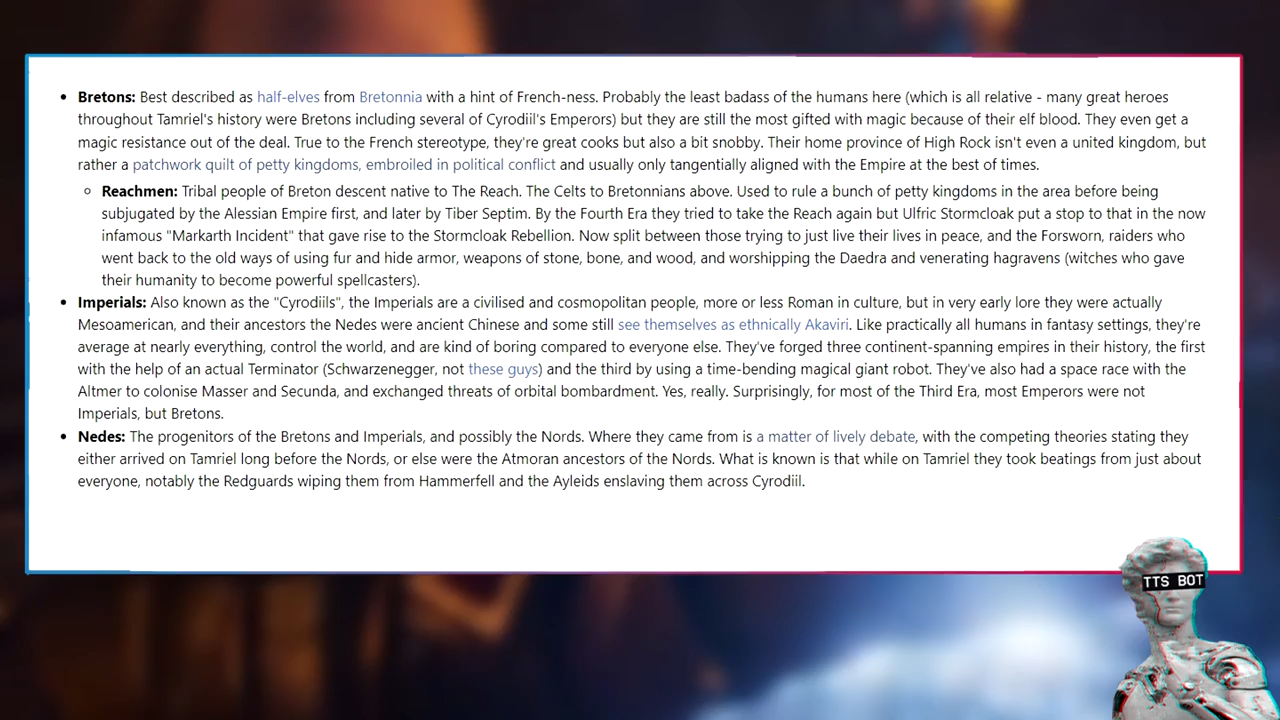 • Bretons: Best described as half-elves from Bretonnia with a hint of French-ness. Probably the least badass of the humans here (which is all relative - many great heroes
throughout Tamriel's history were Bretons including several of Cyrodiil's Emperors) but they are still the most gifted with magic because of their elf blood. They even get a
magic resistance out of the deal. True to the French stereotype, they're great cooks but also a bit snobby. Their home province of High Rock isn't even a united kingdom, but
rather a patchwork quilt of petty kingdoms, embroiled in political conflict and usually only tangentially aligned with the Empire at the best of times.
○ Reachmen: Tribal people of Breton descent native to The Reach. The Celts to Bretonnians above. Used to rule a bunch of petty kingdoms in the area before being
subjugated by the Alessian Empire first, and later by Tiber Septim. By the Fourth Era they tried to take the Reach again but Ulfric Stormcloak put a stop to that in the now
infamous "Markarth Incident" that gave rise to the Stormcloak Rebellion. Now split between those trying to just live their lives in peace, and the Forsworn, raiders who
went back to the old ways of using fur and hide armor, weapons of stone, bone, and wood, and worshipping the Daedra and venerating hagravens (witches who gave
their humanity to become powerful spellcasters).
• Imperials: Also known as the "Cyrodiils", the Imperials are a civilised and cosmopolitan people, more or less Roman in culture, but in very early lore they were actually
Mesoamerican, and their ancestors the Nedes were ancient Chinese and some still see themselves as ethnically Akaviri. Like practically all humans in fantasy settings, they're
average at nearly everything, control the world, and are kind of boring compared to everyone else. They've forged three continent-spanning empires in their history, the first
with the help of an actual Terminator (Schwarzenegger, not these guys) and the third by using a time-bending magical giant robot. They've also had a space race with the
Altmer to colonise Masser and Secunda, and exchanged threats of orbital bombardment. Yes, really. Surprisingly, for most of the Third Era, most Emperors were not
Imperials, but Bretons.
• Nedes: The progenitors of the Bretons and Imperials, and possibly the Nords. Where they came from is a matter of lively debate, with the competing theories stating they
either arrived on Tamriel long before the Nords, or else were the Atmoran ancestors of the Nords. What is known is that while on Tamriel they took beatings from just about
everyone, notably the Redguards wiping them from Hammerfell and the Ayleids enslaving them across Cyrodiil.
TTS BOT